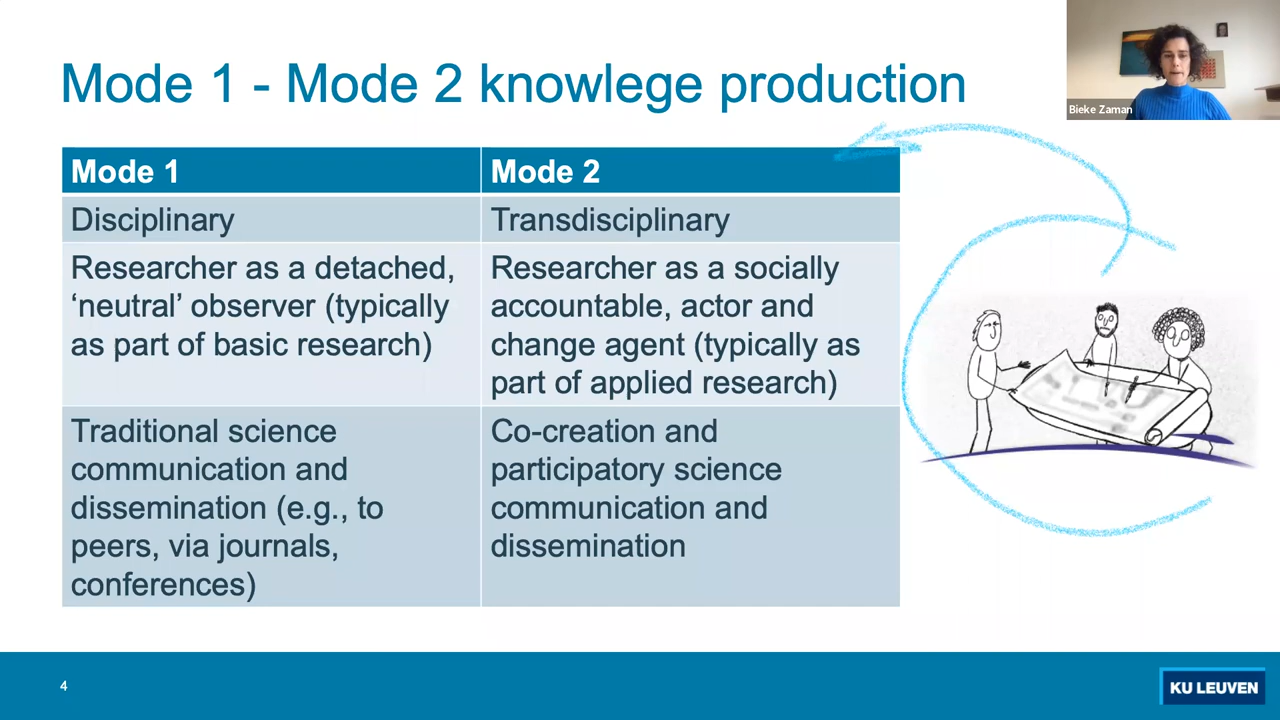 Mode 1 - Mode 2 knowlege production
Bieke Zaman
Mode 1
Mode 2
Disciplinary
Transdisciplinary
Researcher as a detached,
‘neutral’ observer (typically
as part of basic research)
Researcher as a socially
accountable, actor and
change agent (typically as
part of applied research)
Traditional science
communication and
dissemination (e.g., to
peers, via journals,
conferences)
Co-creation and
participatory science
communication and
dissemination
4
KU LEUVEN